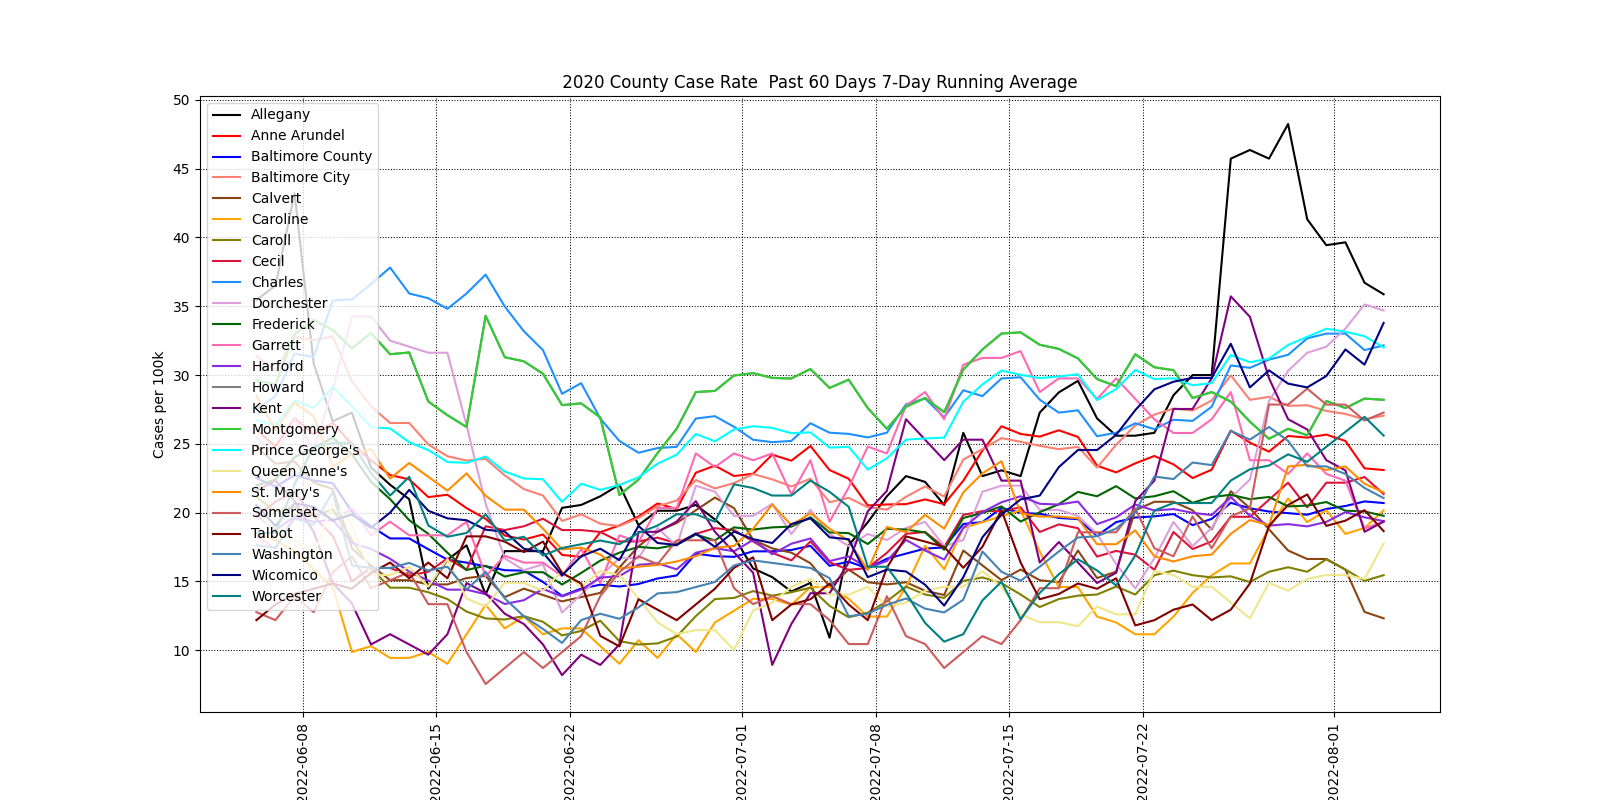 2020 County Case Rate  Past 60 Days 7-Day Running Average
Cases per 100k
50
45
40
35
30
25
20
15
10
Allegany
Anne Arundel
Baltimore County
Baltimore City
Calvert
Caroline
Caroll
Cecil
Charles
Dorchester
Frederick
Garrett
Harford
Howard
Kent
Montgomery
Prince George's
Queen Anne's
St. Mary's
Somerset
Talbot
Washington
Wicomico
Worcester
2022-06-08
2022-06-15
2022-06-22
2022-07-01
2022-07-08
2022-07-15
2022-07-22
2022-08-01